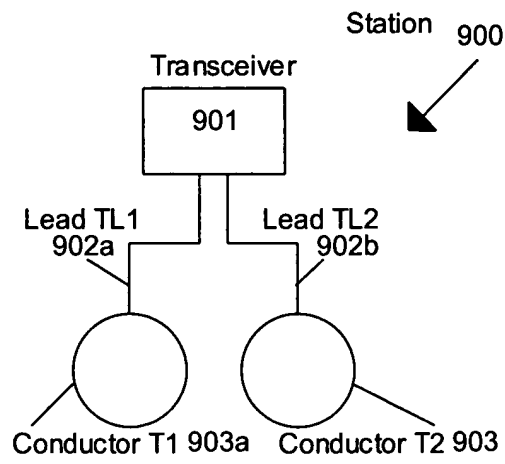 Station 900
Transceiver
901
Lead TL1
902a
Lead TL2
902b
Conductor T1 903a
Conductor T2 903